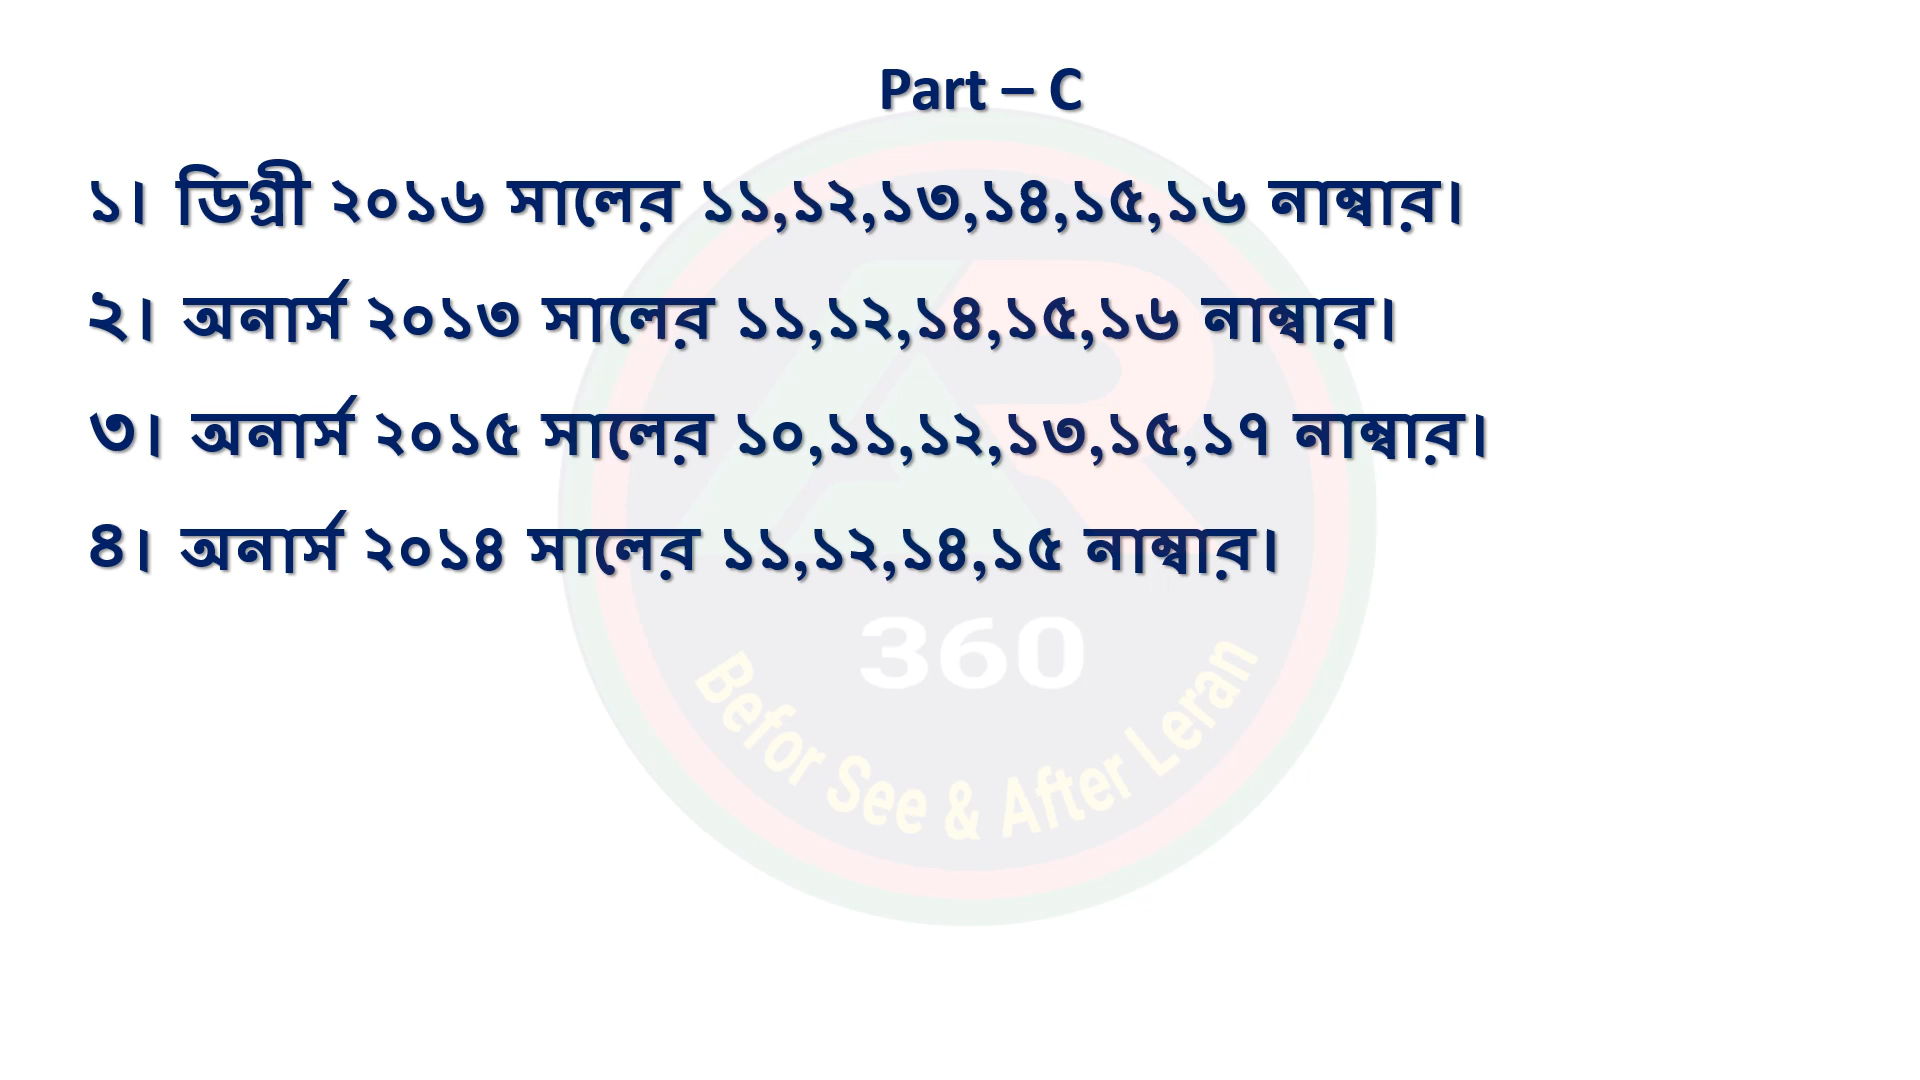 Part – C
১। ডিগ্রী ২০১৬ সালের ১১,১২,১৩,১৪,১৫,১৬ নাম্বার।
২। অনার্স ২০১৩ সালের ১১,১২,১৪,১৫,১৬ নাম্বার।
৩। অনার্স ২০১৫ সালের ১০,১১,১২,১৩,১৫,১৭ নাম্বার।
৪। অনার্স ২০১৪ সালের ১১,১২,১৪,১৫ নাম্বার।
AR
360
Befor See & After Leran